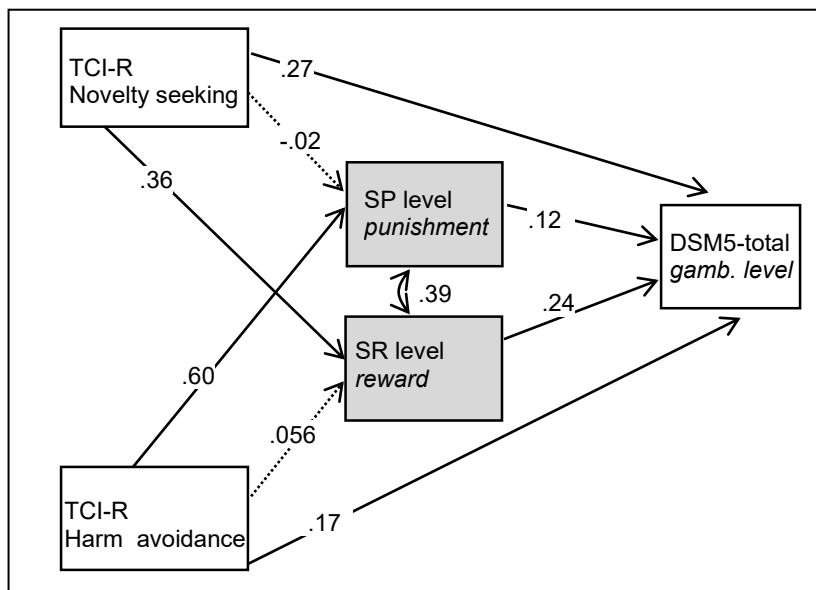 TCI-R
Novelty seeking
.27
-.02
.36
SP level
punishment
.12
DSM5-total
gamb. level
.39
.24
SR level
reward
.60
.056
TCI-R
Harm avoidance
.17